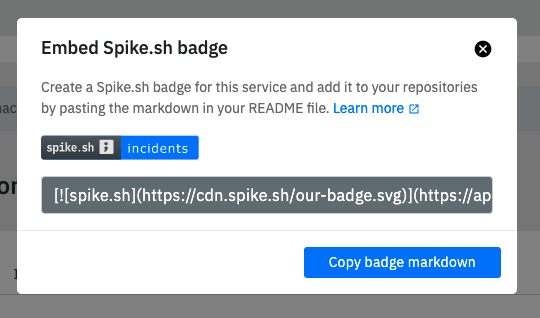 Embed Spike.sh badge
Create a Spike.sh badge for this service and add it to your repositories
by pasting the markdown in your README file. Learn more
spike.sh incidents
[![spike.sh](https://cdn.spike.sh/our-badge.svg)](https://ap
Copy badge markdown